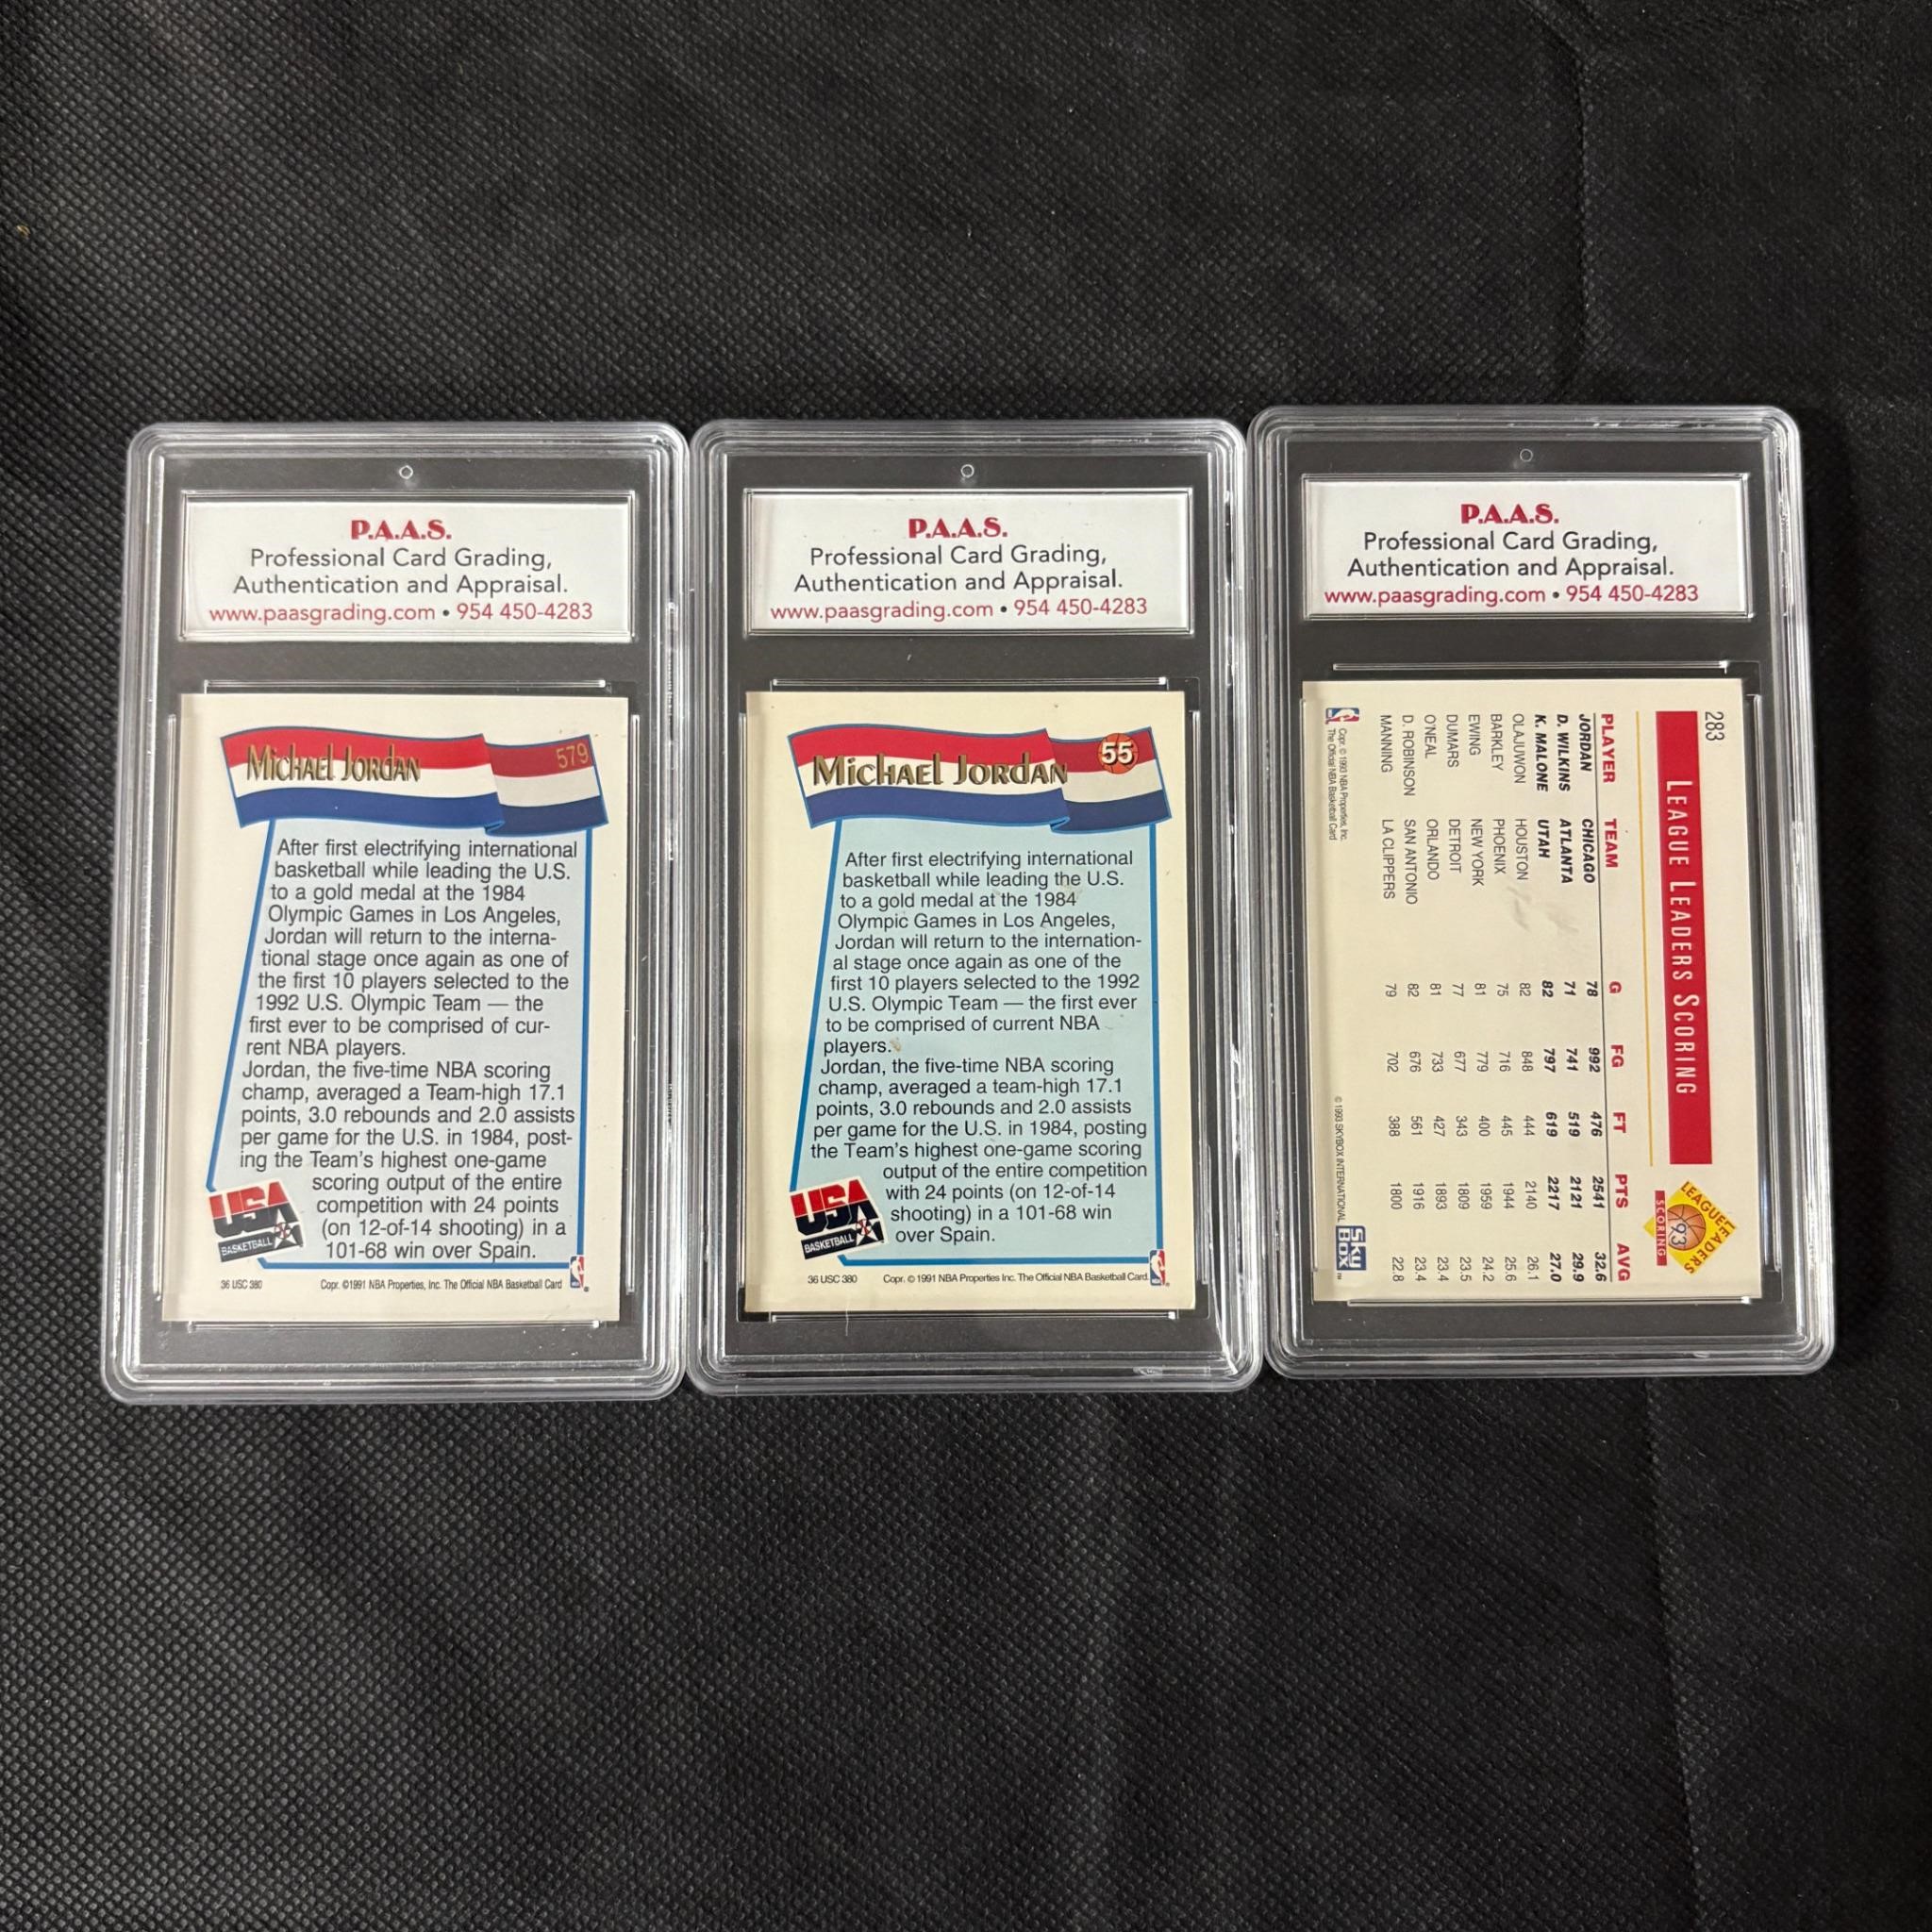 P.A.A.S.
Professional Card Grading,
Authentication and Appraisal.
www.paasgrading.com • 954 450-4283
Michael Jordan
579
After first electrifying international
basketball while leading the U.S.
to a gold medal at the 1984
Olympic Games in Los Angeles,
Jordan will return to the interna-
tional stage once again as one of
the first 10 players selected to the
1992 U.S. Olympic Team — the
first ever to be comprised of cur-
rent NBA players.
Jordan, the five-time NBA scoring
champ, averaged a Team-high 17.1
points, 3.0 rebounds and 2.0 assists
per game for the U.S. in 1984, post-
ing the Team's highest one-game
scoring output of the entire
competition with 24 points
(on 12-of-14 shooting) in a
101-68 win over Spain.
USA
BASKETBALL
36 USC 380
Copr. ©1991 NBA Properties, Inc. The Official NBA Basketball Card
P.A.A.S.
Professional Card Grading,
Authentication and Appraisal.
www.paasgrading.com • 954 450-4283
Michael Jordan
55
After first electrifying international
basketball while leading the U.S.
to a gold medal at the 1984
Olympic Games in Los Angeles,
Jordan will return to the internation-
al stage once again as one of the
first 10 players selected to the 1992
U.S. Olympic Team — the first ever
to be comprised of current NBA
players.
Jordan, the five-time NBA scoring
champ, averaged a team-high 17.1
points, 3.0 rebounds and 2.0 assists
per game for the U.S. in 1984, posting
the Team's highest one-game scoring
output of the entire competition
with 24 points (on 12-of-14
shooting) in a 101-68 win
over Spain.
USA
BASKETBALL
36 USC 380
Copr. © 1991 NBA Properties Inc. The Official NBA Basketball Card.
P.A.A.S.
Professional Card Grading,
Authentication and Appraisal.
www.paasgrading.com • 954 450-4283
283
LEAGUE LEADERS SCORING
LEAGUE LEADERS
93
SCORING
PLAYER TEAM G FG FT PTS AVG
JORDAN CHICAGO 78 992 476 2541 32.6
D. WILKINS ATLANTA 71 741 519 2121 29.9
K. MALONE UTAH 82 797 619 2217 27.0
OLAJUWON HOUSTON 82 848 444 2140 26.1
BARKLEY PHOENIX 75 716 445 1944 25.6
EWING NEW YORK 81 779 400 1959 24.2
DUMARS DETROIT 77 677 343 1809 23.5
O'NEAL ORLANDO 81 733 427 1893 23.4
D. ROBINSON SAN ANTONIO 82 676 561 1916 23.4
MANNING LA CLIPPERS 79 702 388 1800 22.8
Copr. © 1993 NBA Properties, Inc.
The Official NBA Basketball Card
© 1993 SKYBOX INTERNATIONAL
SKYBOX™